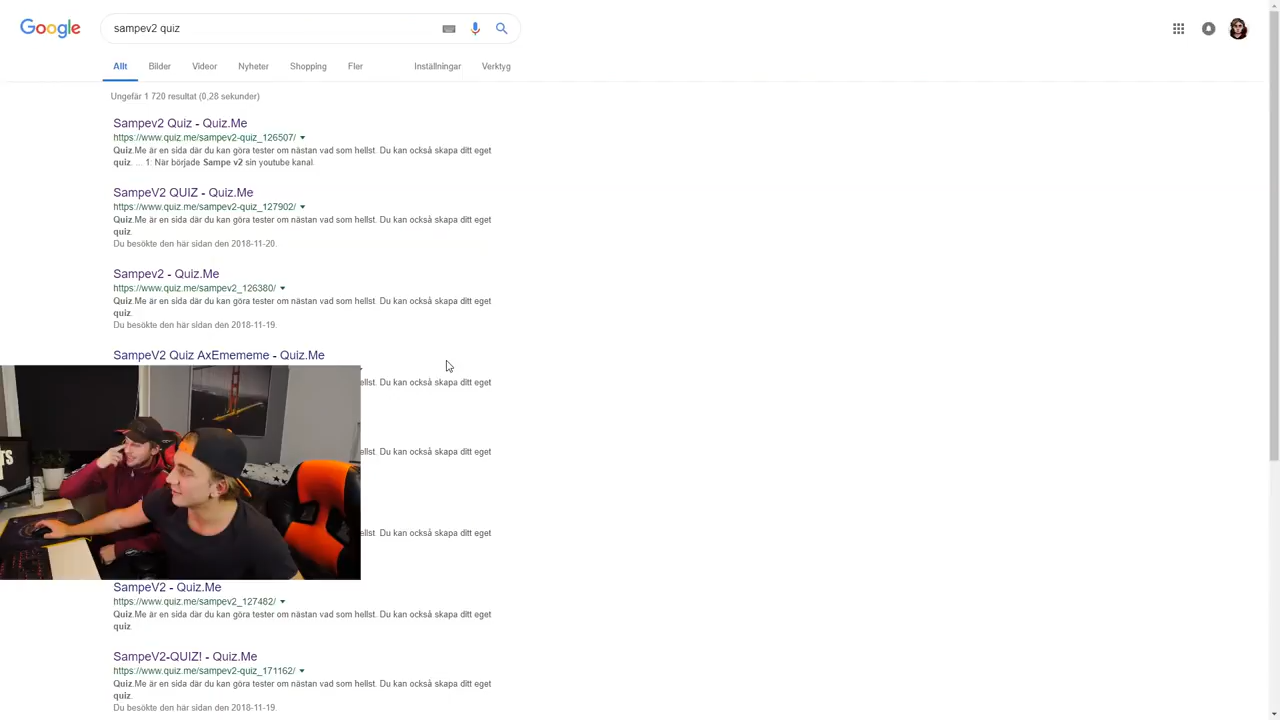 Google
sampev2 quiz
Allt Bilder Videor Nyheter Shopping Fler Inställningar Verktyg
Ungefär 1 720 resultat (0,28 sekunder)
Sampev2 Quiz - Quiz.Me
https://www.quiz.me/sampev2-quiz_126507/
Quiz.Me är en sida där du kan göra tester om nästan vad som hellst. Du kan också skapa ditt eget
quiz. ... 1: När började Sampe v2 sin youtube kanal.
SampeV2 QUIZ - Quiz.Me
https://www.quiz.me/sampev2-quiz_127902/
Quiz.Me är en sida där du kan göra tester om nästan vad som hellst. Du kan också skapa ditt eget
quiz.
Du besökte den här sidan den 2018-11-20.
Sampev2 - Quiz.Me
https://www.quiz.me/sampev2_126380/
Quiz.Me är en sida där du kan göra tester om nästan vad som hellst. Du kan också skapa ditt eget
quiz.
Du besökte den här sidan den 2018-11-19.
SampeV2 Quiz AxEmememe - Quiz.Me
ellst. Du kan också skapa ditt eget
ellst. Du kan också skapa ditt eget
TS
ellst. Du kan också skapa ditt eget
SampeV2 - Quiz.Me
https://www.quiz.me/sampev2_127482/
Quiz.Me är en sida där du kan göra tester om nästan vad som hellst. Du kan också skapa ditt eget
quiz.
SampeV2-QUIZ! - Quiz.Me
https://www.quiz.me/sampev2-quiz_171162/
Quiz.Me är en sida där du kan göra tester om nästan vad som hellst. Du kan också skapa ditt eget
quiz.
Du besökte den här sidan den 2018-11-19.